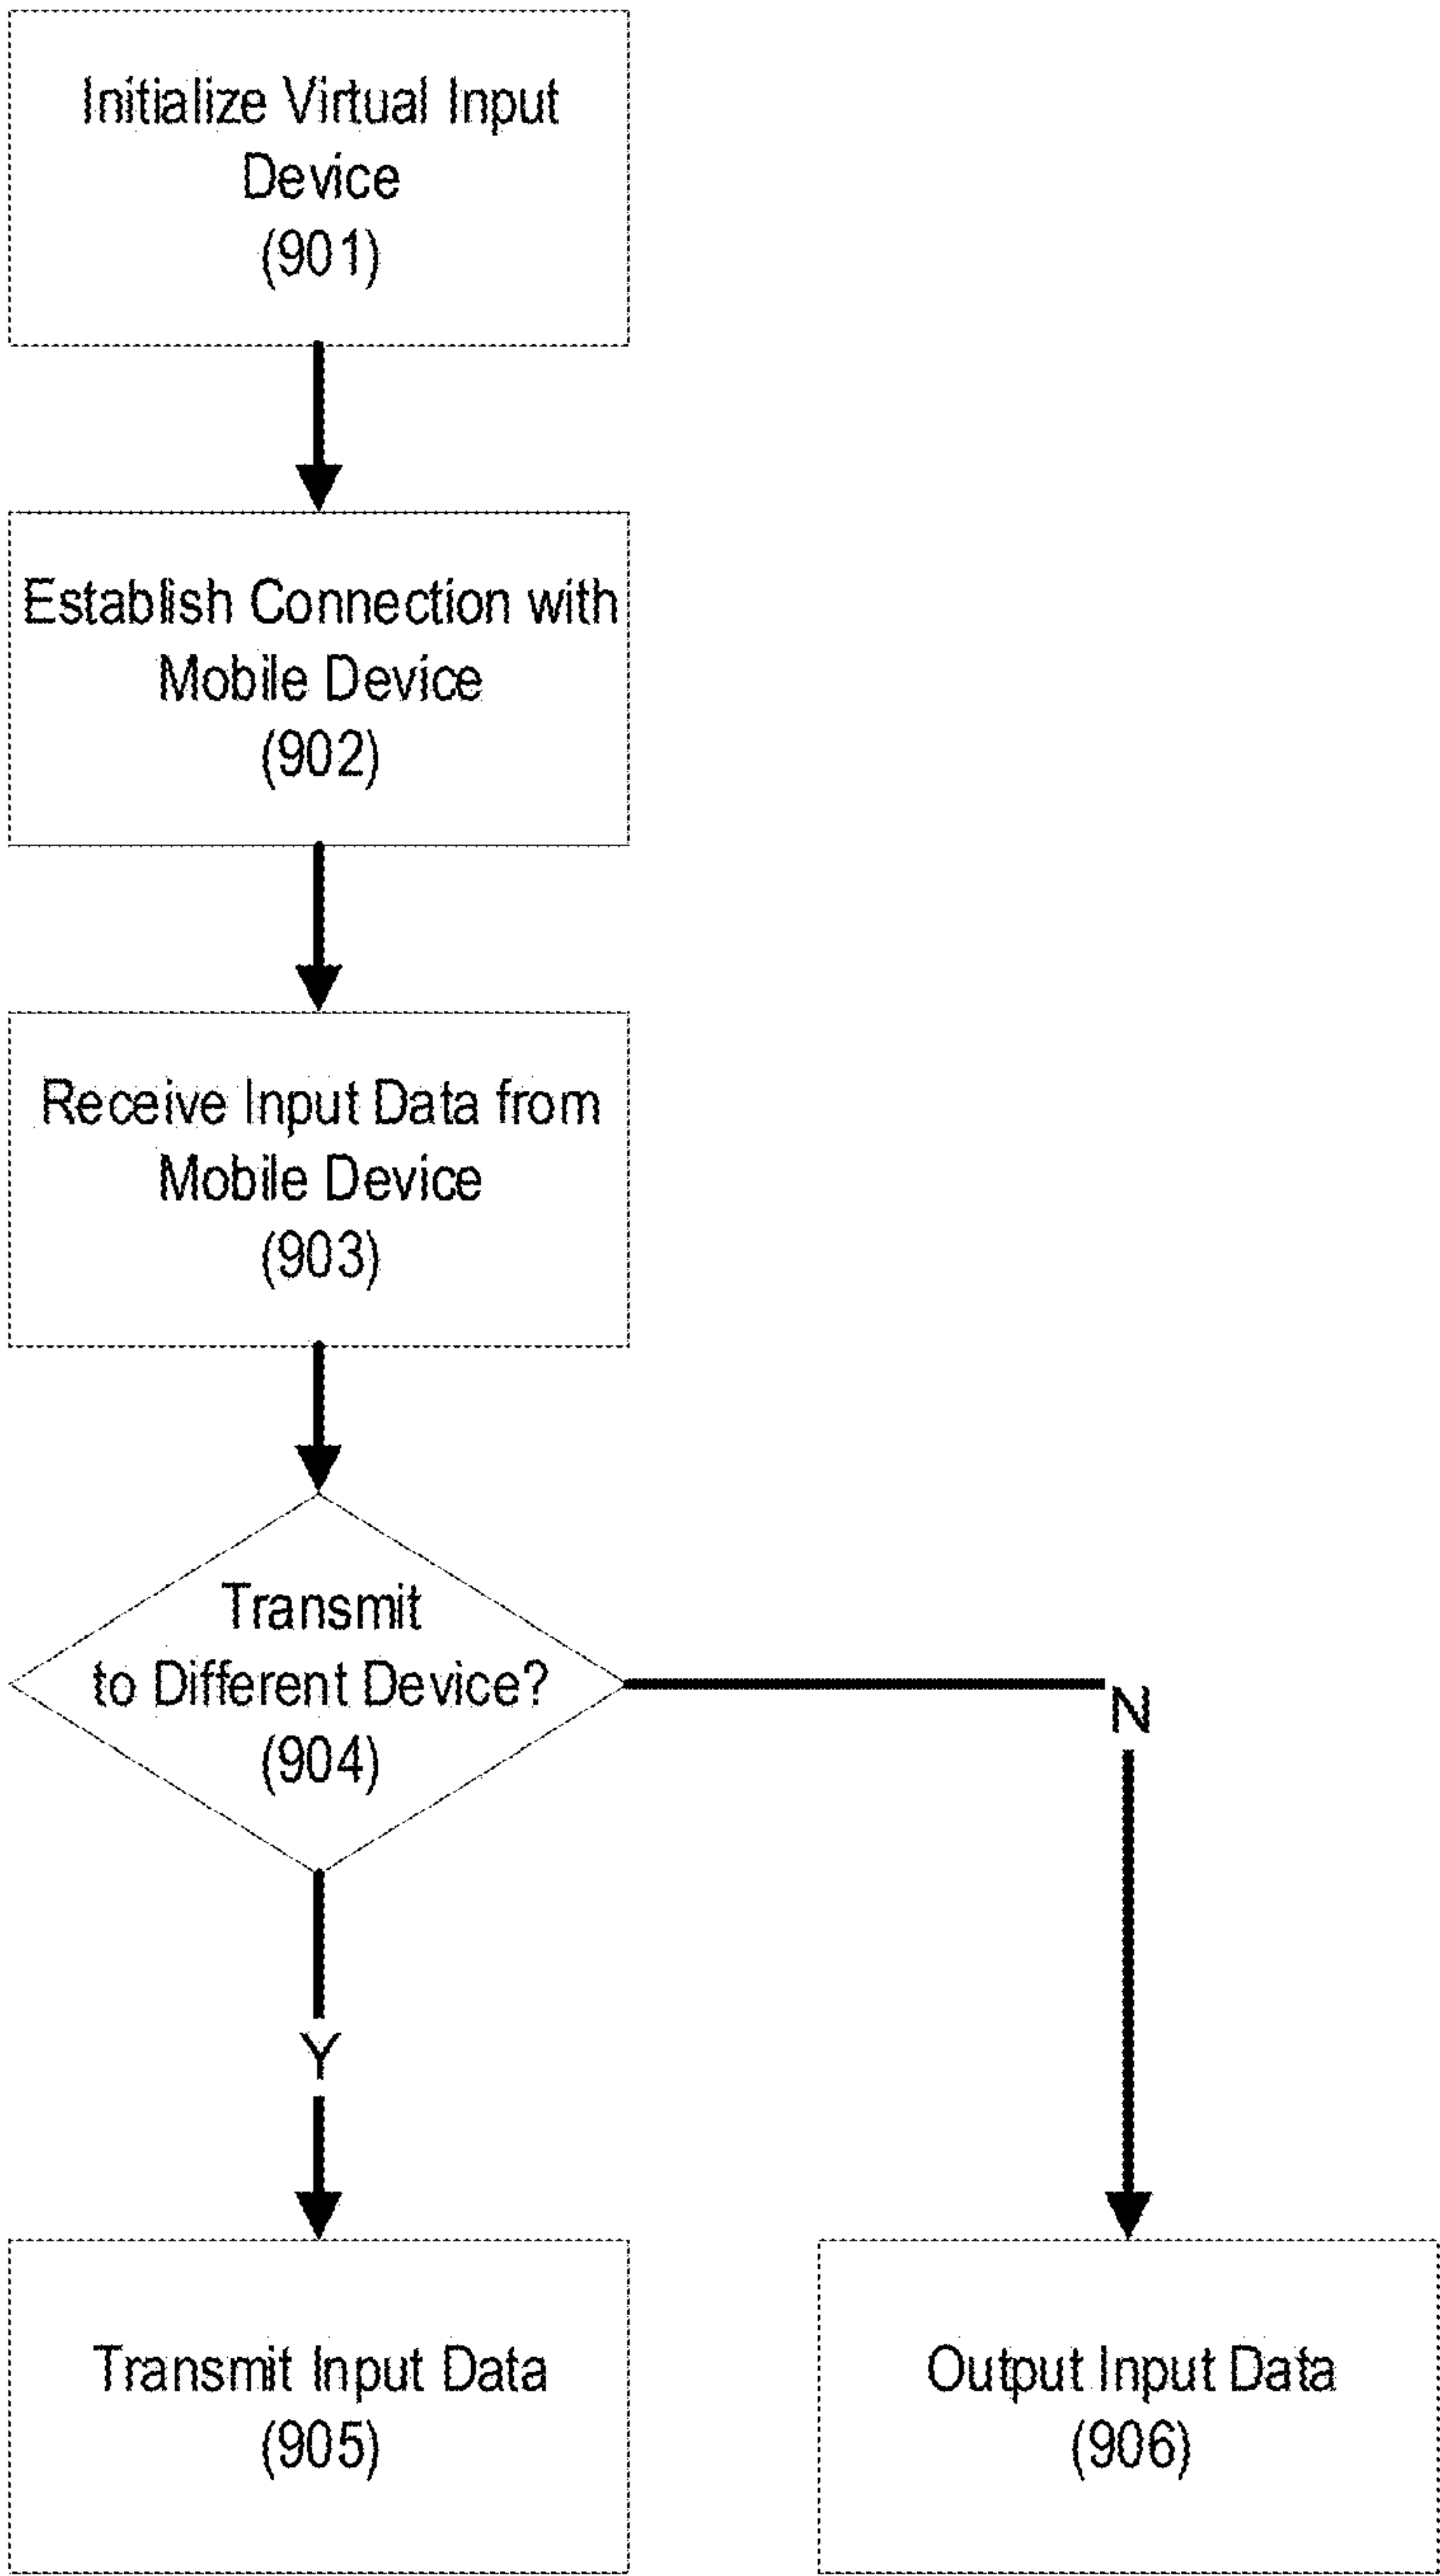 Initialize Virtual Input
Device
(901)
Establish Connection with
Mobile Device
(902)
Receive Input Data from
Mobile Device
(903)
Transmit
to Different Device?
(904)
N
Y
Transmit Input Data
(905)
Output Input Data
(906)